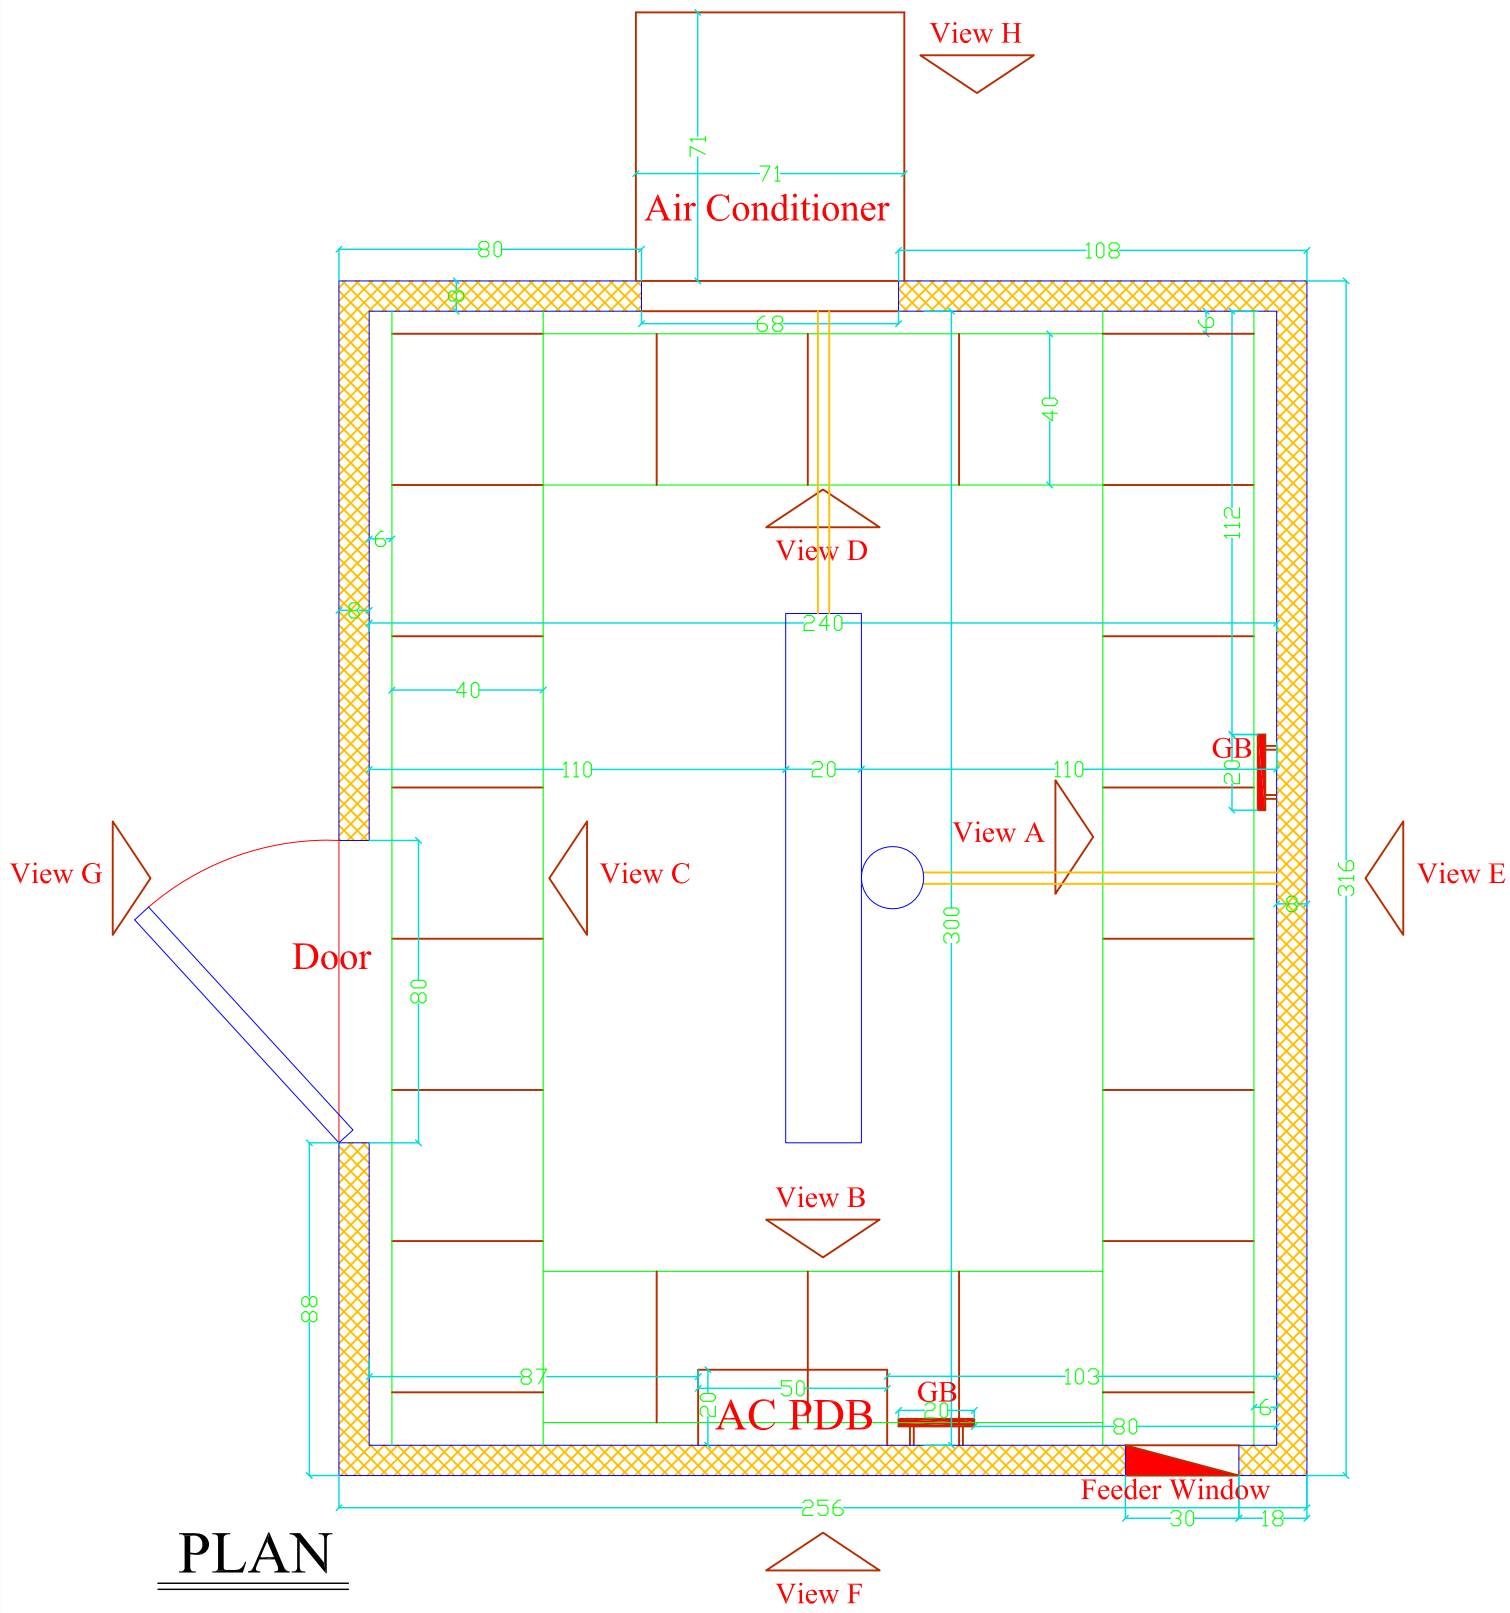 View H
71
71
Air Conditioner
80
108
8
68
6
40
112
6
View D
8
240
40
GB
20
110
20
110
View A
View G
View C
View E
316
8
300
Door
80
View B
88
87
103
50
20
GB
20
6
AC PDB
80
Feeder Window
256
30
18
PLAN
View F